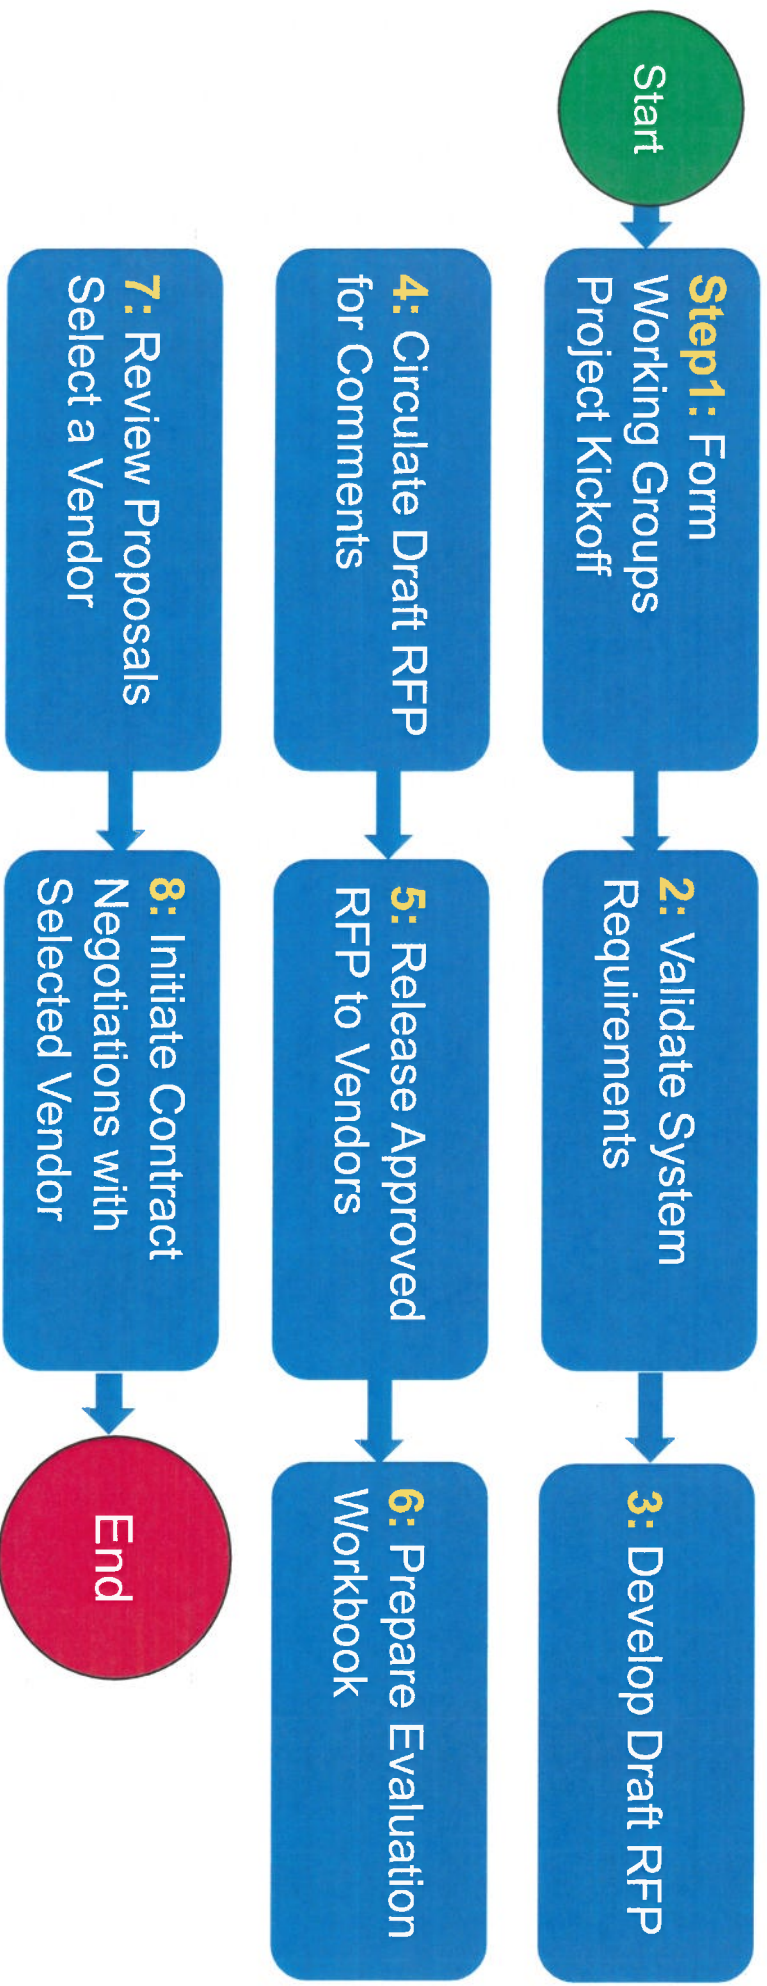 Start
Step1: Form
Working Groups
Project Kickoff
2: Validate System
Requirements
3: Develop Draft RFP
4: Circulate Draft RFP
for Comments
5: Release Approved
RFP to Vendors
6: Prepare Evaluation
Workbook
7: Review Proposals
Select a Vendor
8: Initiate Contract
Negotiations with
Selected Vendor
End